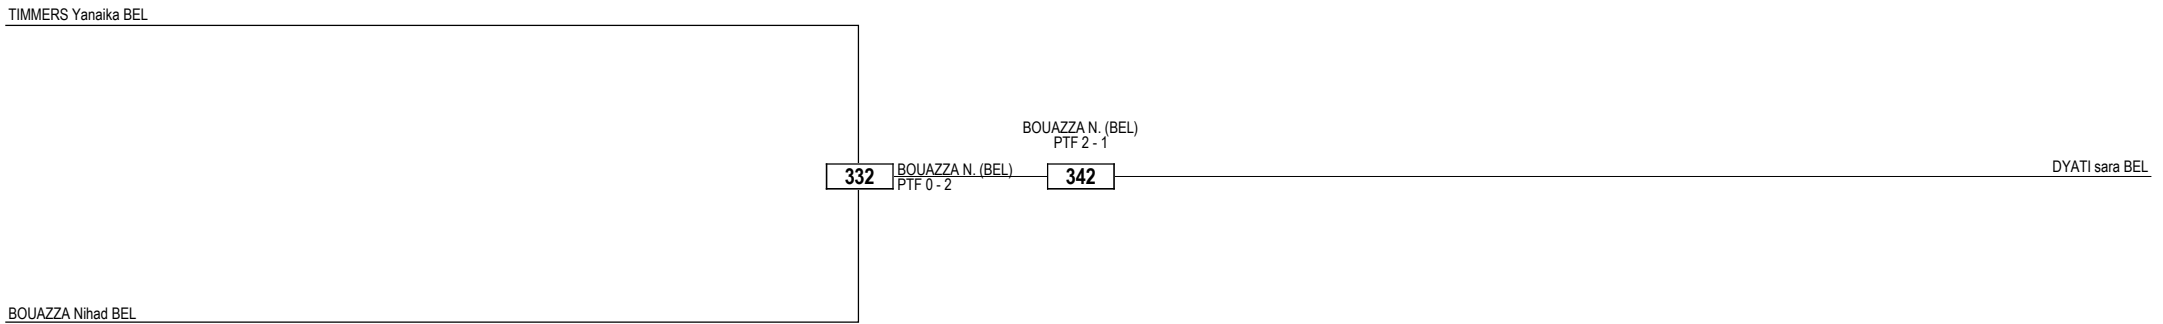 TIMMERS Yanaika BEL
BOUAZZA N. (BEL)
PTF 2 - 1
332
BOUAZZA N. (BEL)
PTF 0 - 2
342
DYATI sara BEL
BOUAZZA Nihad BEL